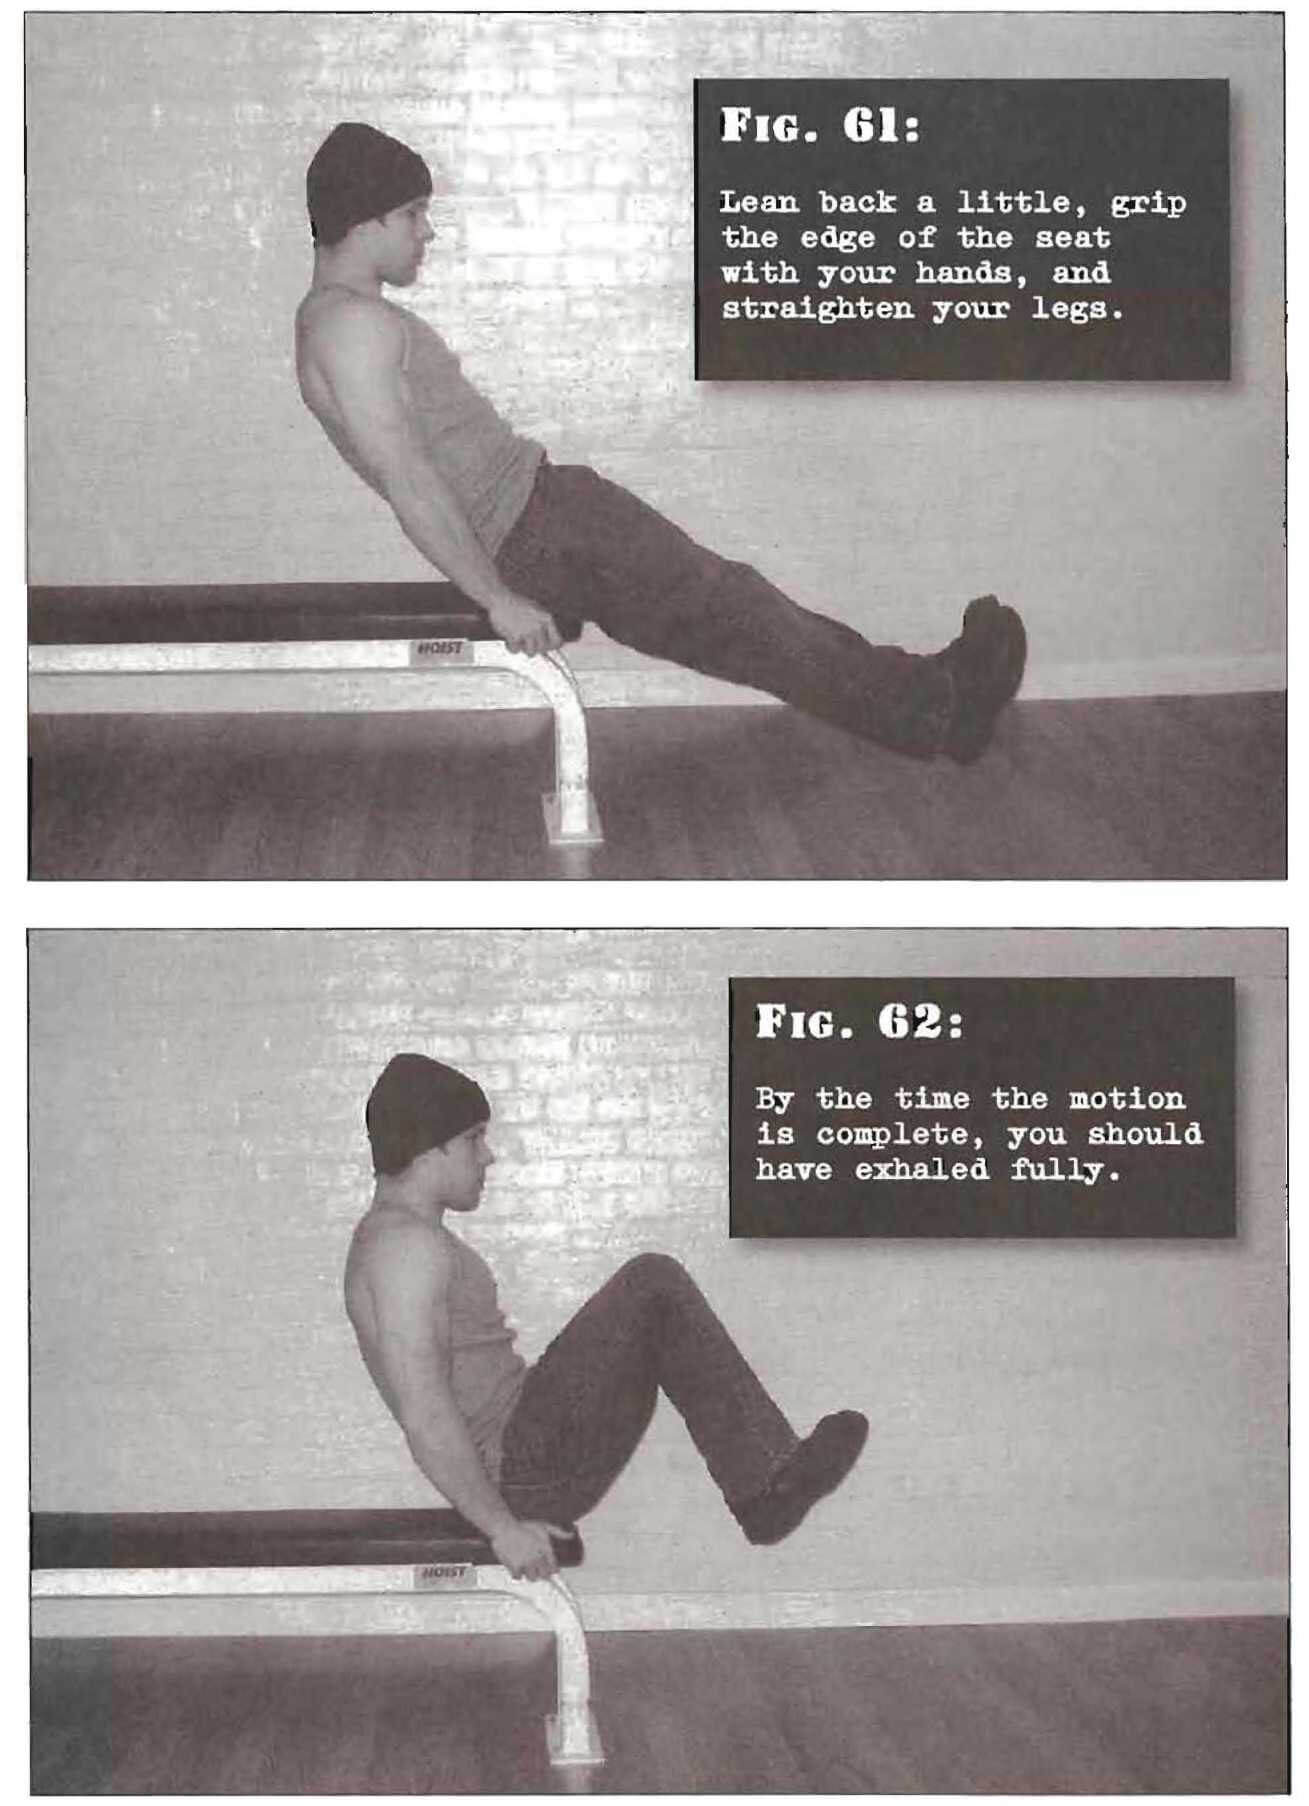 FIG. 61:
Lean back a little, grip
the edge of the seat
with your hands, and
straighten your legs.
HOIST
FIG. 62:
By the time the motion
is complete, you should
have exhaled fully.
HOIST